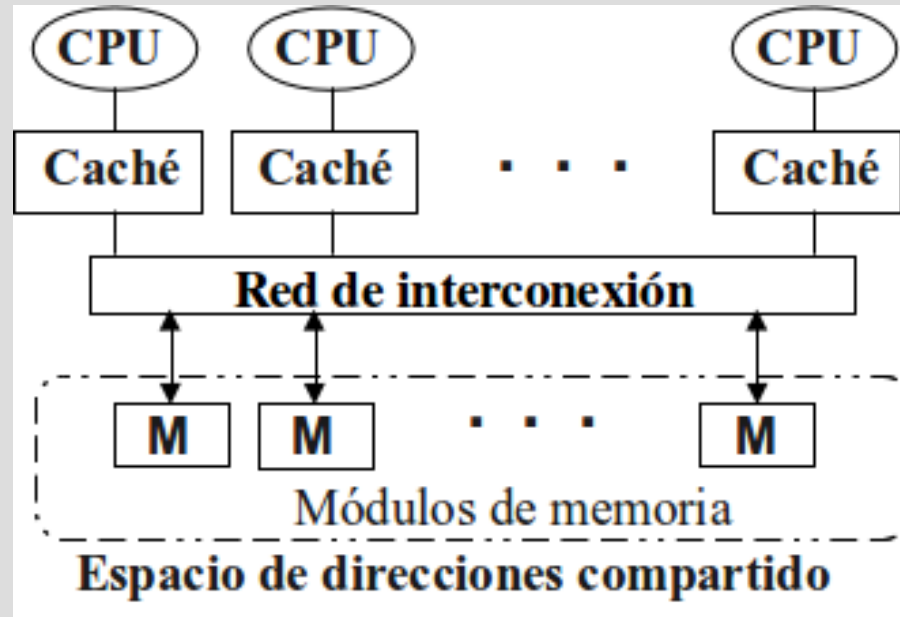 CPU CPU CPU
Caché Caché . . . Caché
Red de interconexión
M M . . . M
Módulos de memoria
Espacio de direcciones compartido